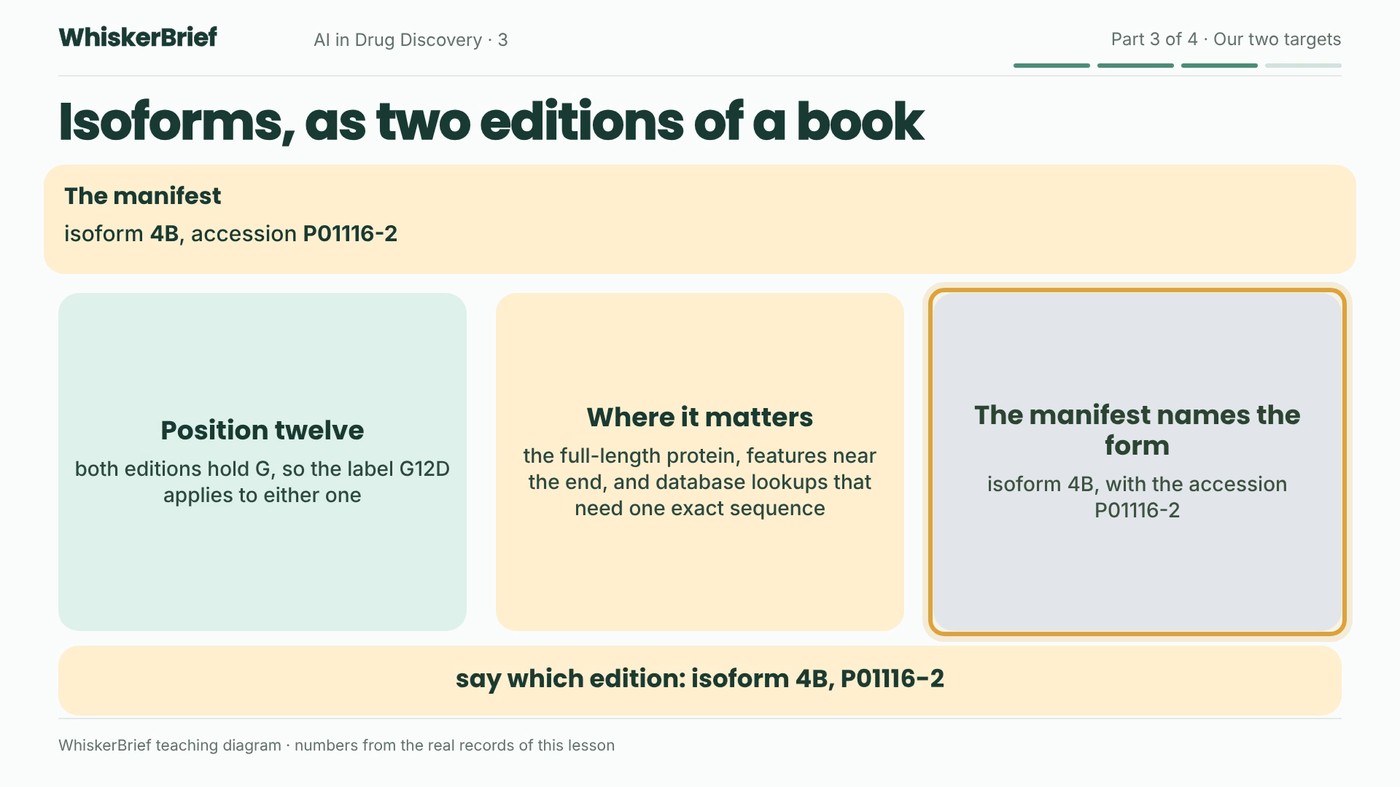 WhiskerBrief
AI in Drug Discovery · 3
Part 3 of 4 · Our two targets
Isoforms, as two editions of a book
The manifest
isoform 4B, accession P01116-2
Position twelve
both editions hold G, so the label G12D
applies to either one
Where it matters
the full-length protein, features near
the end, and database lookups that
need one exact sequence
The manifest names the
form
isoform 4B, with the accession
P01116-2
say which edition: isoform 4B, P01116-2
WhiskerBrief teaching diagram · numbers from the real records of this lesson